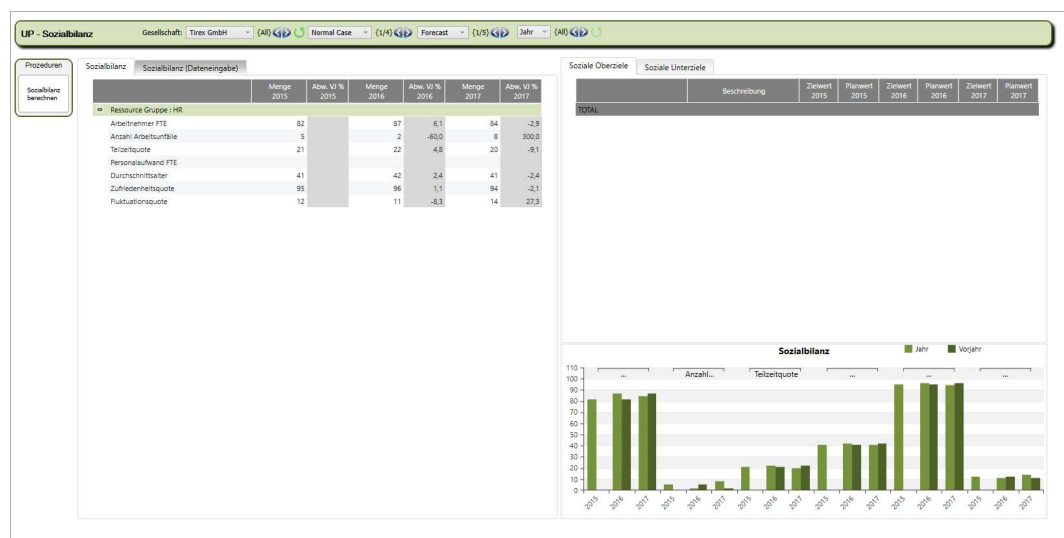 UP - Sozialbilanz Gesellschaft: Tirex GmbH {All} Normal Case {1/4} Forecast {1/5} Jahr {All}
Prozeduren
Sozialbilanz
berechnen
Sozialbilanz Sozialbilanz (Dateneingabe)
Menge Abw. VJ % Menge Abw. VJ % Menge Abw. VJ %
2015 2015 2016 2016 2017 2017
Ressource Gruppe : HR
Arbeitnehmer FTE 82 87 6,1 84 -2,9
Anzahl Arbeitsunfälle 5 2 -60,0 8 300,0
Teilzeitquote 21 22 4,8 20 -9,1
Personalaufwand FTE
Durchschnittsalter 41 42 2,4 41 -2,4
Zufriedenheitsquote 95 96 1,1 94 -2,1
Fluktuationsquote 12 11 -8,3 14 27,3
Soziale Oberziele Soziale Unterziele
Beschreibung Zielwert Planwert Zielwert Planwert Zielwert Planwert
2015 2015 2016 2016 2017 2017
TOTAL
Sozialbilanz Jahr Vorjahr
... Anzahl... Teilzeitquote ... ... ...
110
100
90
80
70
60
50
40
30
20
10
0
2015 2016 2017 2015 2016 2017 2015 2016 2017 2015 2016 2017 2015 2016 2017 2015 2016 2017